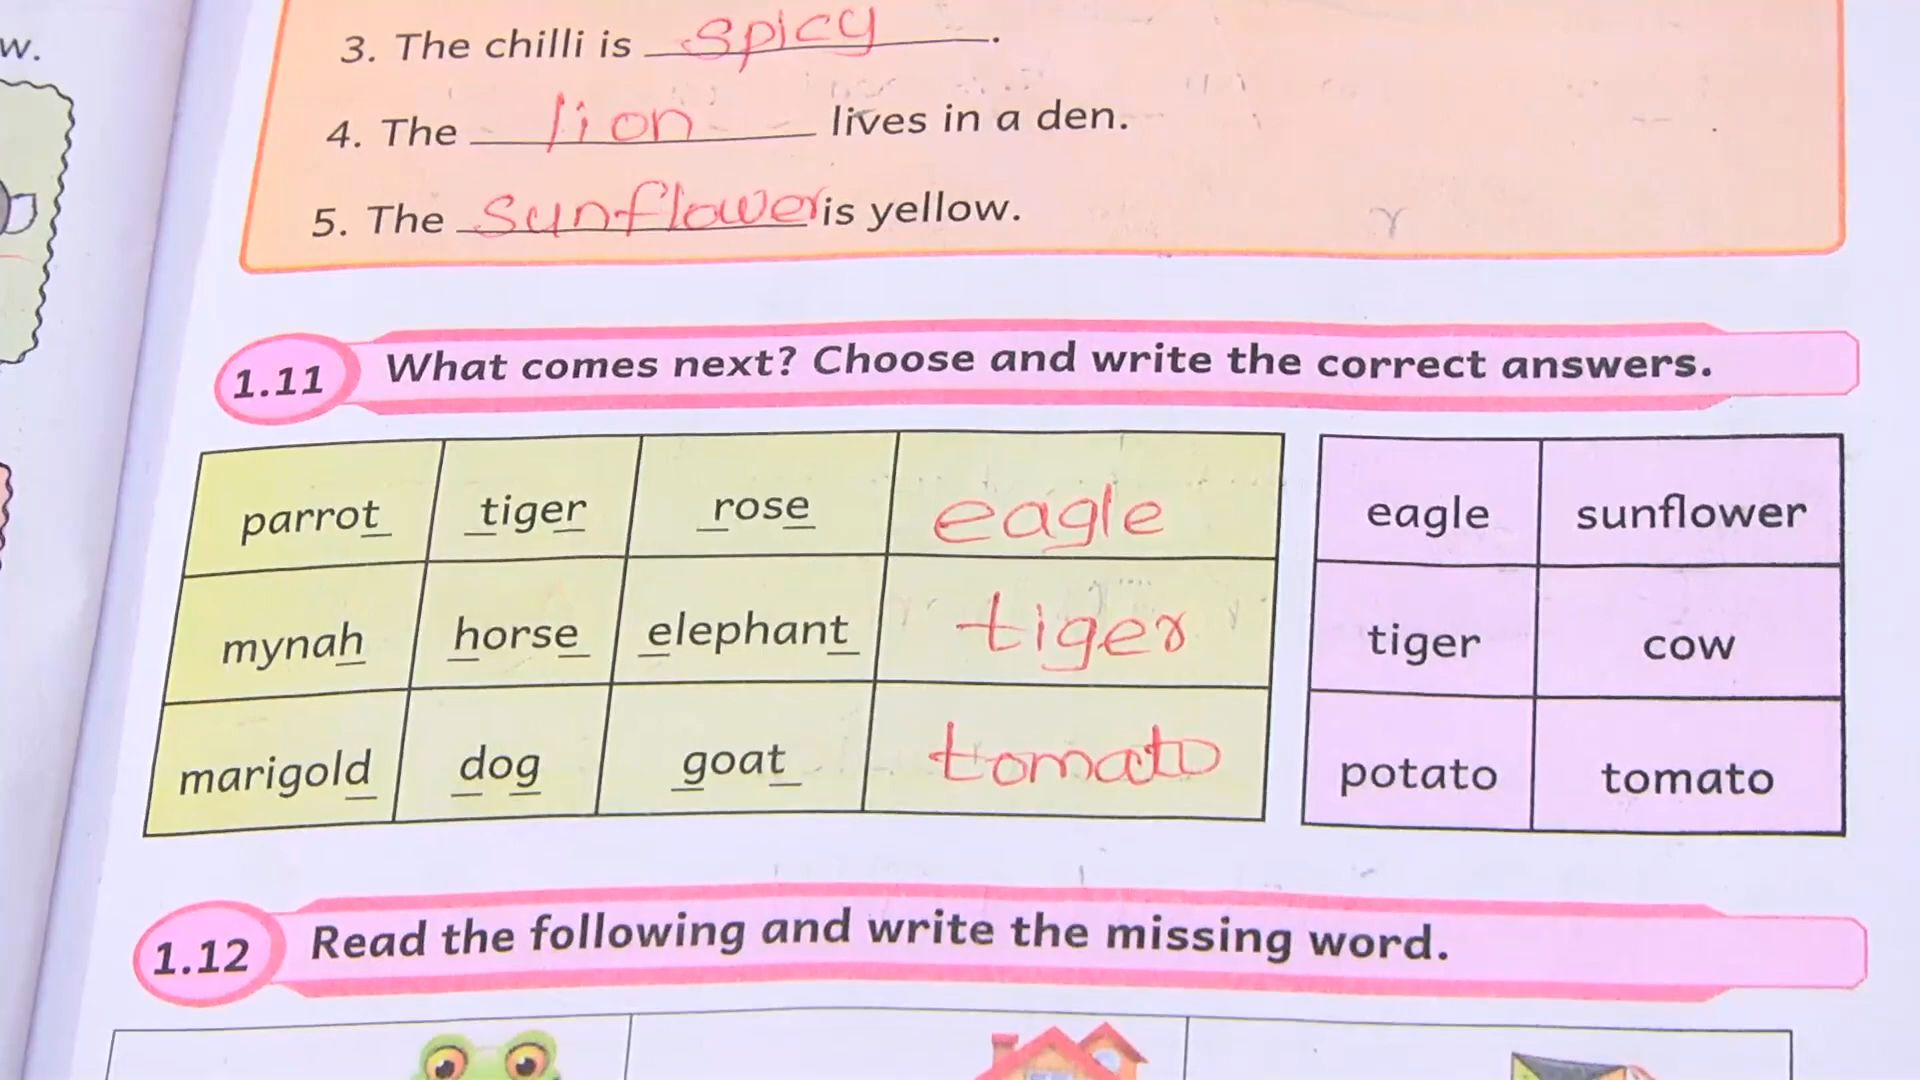 w.
3. The chilli is spicy.
4. The lion lives in a den.
5. The sunflower is yellow.
1.11 What comes next? Choose and write the correct answers.
parrot tiger rose eagle
mynah horse elephant tiger
marigold dog goat tomato
eagle sunflower
tiger cow
potato tomato
1.12 Read the following and write the missing word.